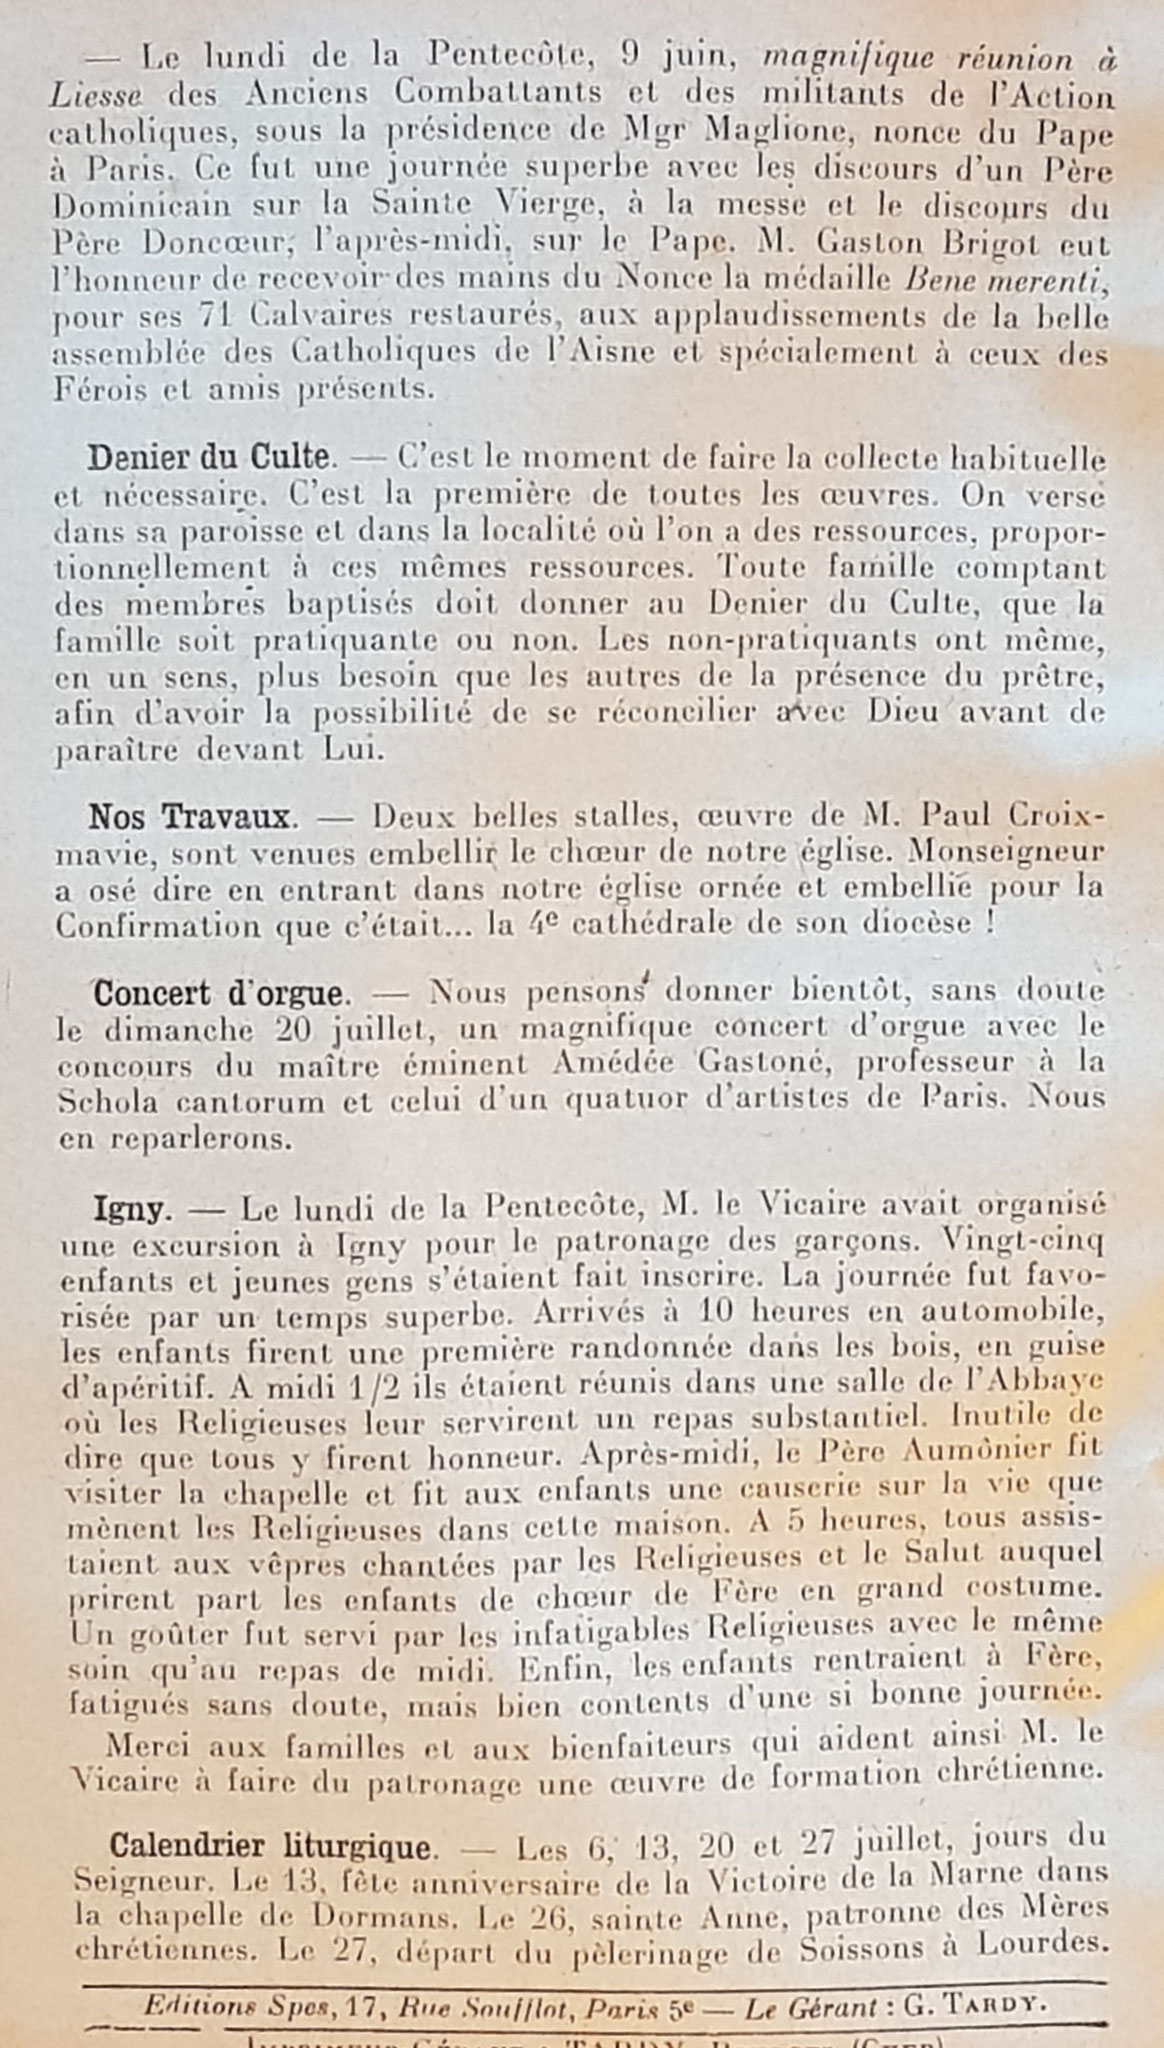 — Le lundi de la Pentecôte, 9 juin, magnifique réunion à
Liesse des Anciens Combattants et des militants de l'Action
catholiques, sous la présidence de Mgr Maglione, nonce du Pape
à Paris. Ce fut une journée superbe avec les discours d'un Père
Dominicain sur la Sainte Vierge, à la messe et le discours du
Père Doncœur, l'après-midi, sur le Pape. M. Gaston Brigot eut
l'honneur de recevoir des mains du Nonce la médaille Bene merenti,
pour ses 71 Calvaires restaurés, aux applaudissements de la belle
assemblée des Catholiques de l'Aisne et spécialement à ceux des
Férois et amis présents.
Denier du Culte. — C'est le moment de faire la collecte habituelle
et nécessaire. C'est la première de toutes les œuvres. On verse
dans sa paroisse et dans la localité où l'on a des ressources, propor-
tionnellement à ces mêmes ressources. Toute famille comptant
des membres baptisés doit donner au Denier du Culte, que la
famille soit pratiquante ou non. Les non-pratiquants ont même,
en un sens, plus besoin que les autres de la présence du prêtre,
afin d'avoir la possibilité de se réconcilier avec Dieu avant de
paraître devant Lui.
Nos Travaux. — Deux belles stalles, œuvre de M. Paul Croix-
mavie, sont venues embellir le chœur de notre église. Monseigneur
a osé dire en entrant dans notre église ornée et embellie pour la
Confirmation que c'était... la 4e cathédrale de son diocèse !
Concert d'orgue. — Nous pensons donner bientôt, sans doute
le dimanche 20 juillet, un magnifique concert d'orgue avec le
concours du maître éminent Amédée Gastoné, professeur à la
Schola cantorum et celui d'un quatuor d'artistes de Paris. Nous
en reparlerons.
Igny. — Le lundi de la Pentecôte, M. le Vicaire avait organisé
une excursion à Igny pour le patronage des garçons. Vingt-cinq
enfants et jeunes gens s'étaient fait inscrire. La journée fut favo-
risée par un temps superbe. Arrivés à 10 heures en automobile,
les enfants firent une première randonnée dans les bois, en guise
d'apéritif. A midi 1/2 ils étaient réunis dans une salle de l'Abbaye
où les Religieuses leur servirent un repas substantiel. Inutile de
dire que tous y firent honneur. Après-midi, le Père Aumônier fit
visiter la chapelle et fit aux enfants une causerie sur la vie que
mènent les Religieuses dans cette maison. A 5 heures, tous assis-
taient aux vêpres chantées par les Religieuses et le Salut auquel
prirent part les enfants de chœur de Fère en grand costume.
Un goûter fut servi par les infatigables Religieuses avec le même
soin qu'au repas de midi. Enfin, les enfants rentraient à Fère,
fatigués sans doute, mais bien contents d'une si bonne journée.
Merci aux familles et aux bienfaiteurs qui aident ainsi M. le
Vicaire à faire du patronage une œuvre de formation chrétienne.
Calendrier liturgique. — Les 6, 13, 20 et 27 juillet, jours du
Seigneur. Le 13, fête anniversaire de la Victoire de la Marne dans
la chapelle de Dormans. Le 26, sainte Anne, patronne des Mères
chrétiennes. Le 27, départ du pèlerinage de Soissons à Lourdes.
Editions Spes, 17, Rue Soufflot, Paris 5e — Le Gérant : G. TARDY.